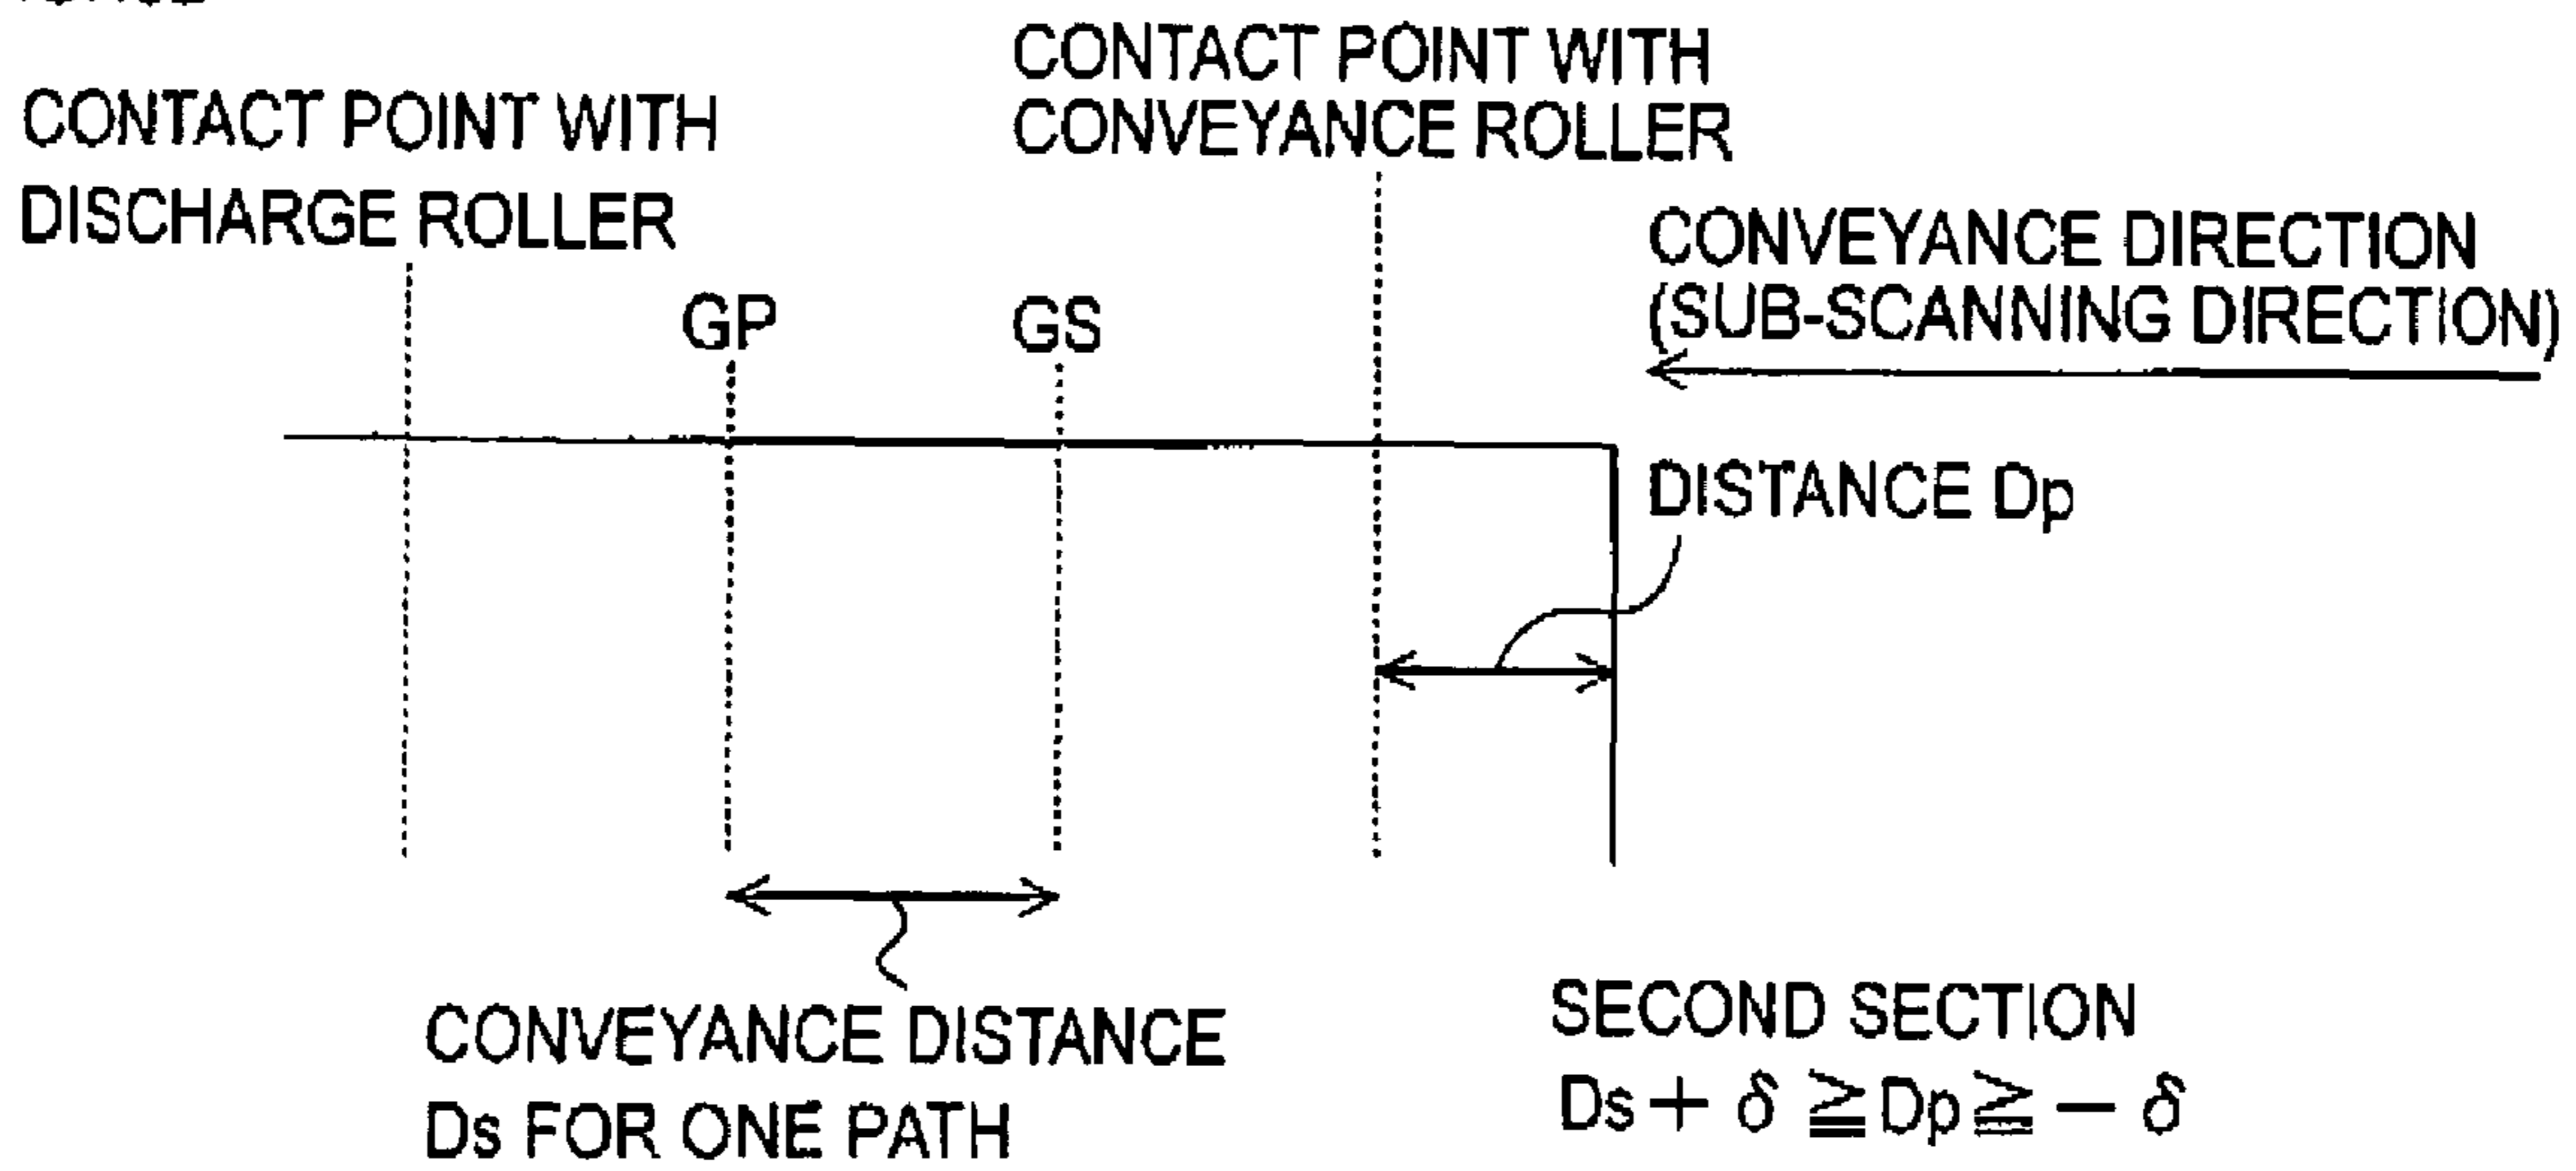 CONTACT POINT WITH
DISCHARGE ROLLER
CONTACT POINT WITH
CONVEYANCE ROLLER
CONVEYANCE DIRECTION
(SUB-SCANNING DIRECTION)
GP
GS
DISTANCE Dp
CONVEYANCE DISTANCE
Ds FOR ONE PATH
SECOND SECTION
Ds + δ ≧ Dp ≧ − δ